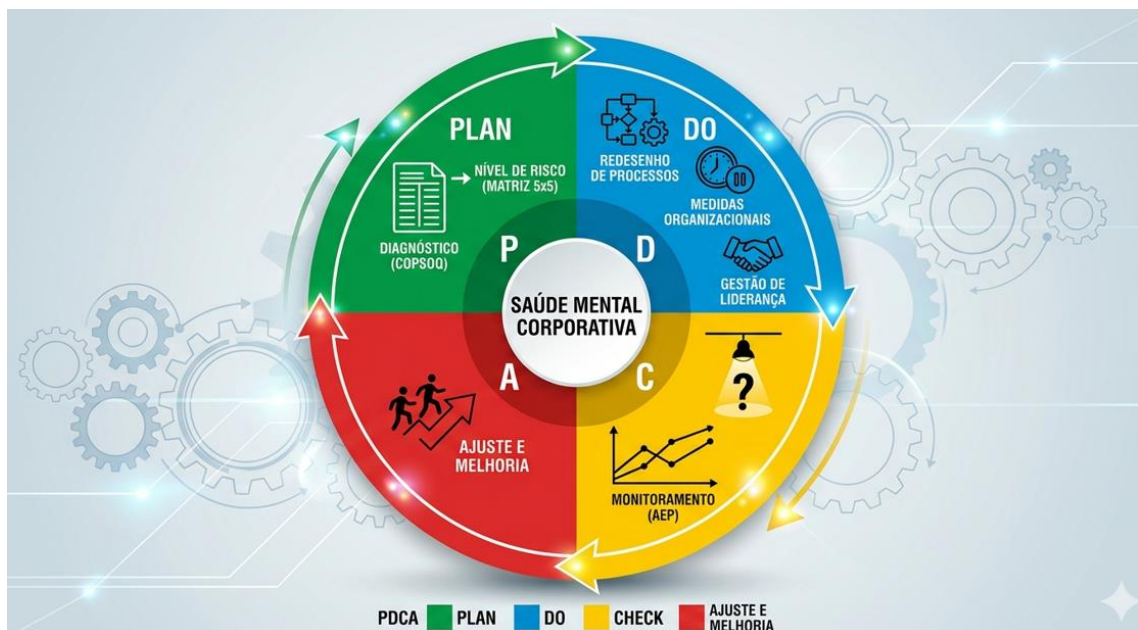 PLAN
NÍVEL DE RISCO
(MATRIZ 5x5)
DIAGNÓSTICO
(COPSOQ)
P
DO
REDESENHO
DE PROCESSOS
MEDIDAS
ORGANIZACIONAIS
GESTÃO DE
LIDERANÇA
D
SAÚDE MENTAL
CORPORATIVA
A
AJUSTE E
MELHORIA
C
?
MONITORAMENTO
(AEP)
PDCA PLAN DO CHECK AJUSTE E
MELHORIA